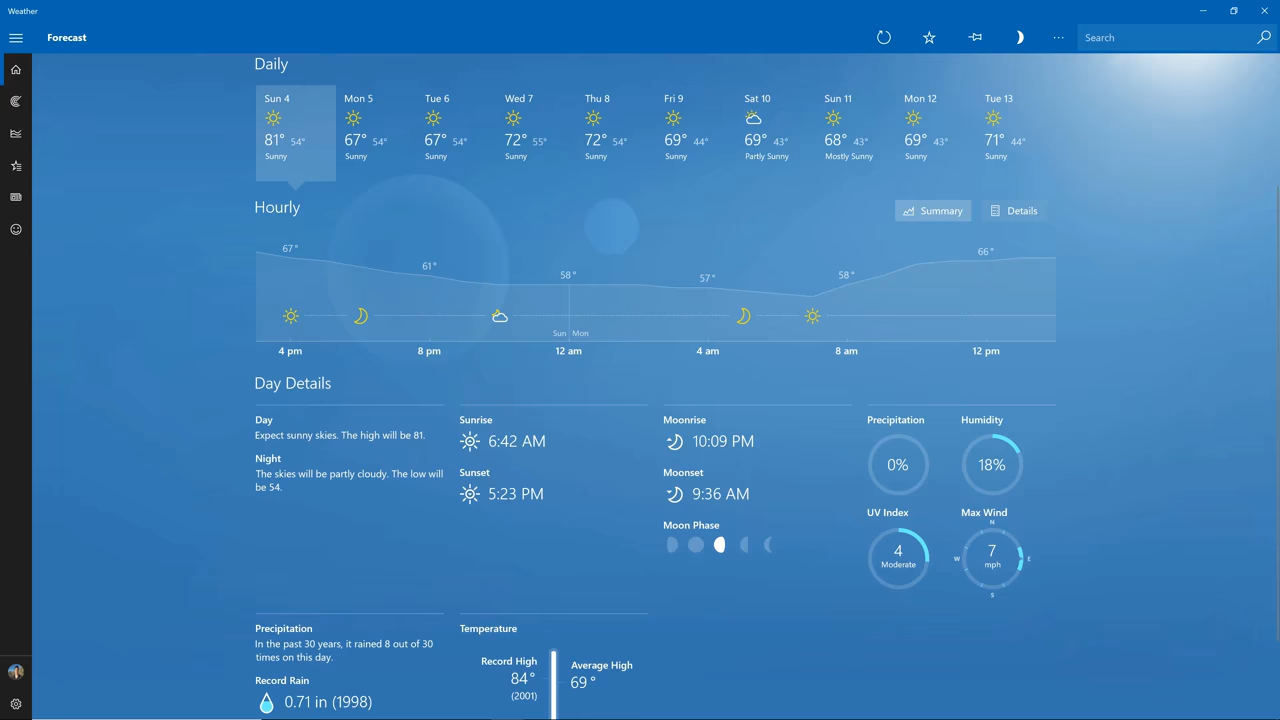 Weather
Forecast
Search
Daily
Sun 4
81° 54°
Sunny
Mon 5
67° 54°
Sunny
Tue 6
67° 54°
Sunny
Wed 7
72° 55°
Sunny
Thu 8
72° 54°
Sunny
Fri 9
69° 44°
Sunny
Sat 10
69° 43°
Partly Sunny
Sun 11
68° 43°
Mostly Sunny
Mon 12
69° 43°
Sunny
Tue 13
71° 44°
Sunny
Hourly
Summary
Details
67° 61° 58° 57° 58° 66°
Sun Mon
4 pm 8 pm 12 am 4 am 8 am 12 pm
Day Details
Day
Expect sunny skies. The high will be 81.
Night
The skies will be partly cloudy. The low will
be 54.
Sunrise
6:42 AM
Sunset
5:23 PM
Moonrise
10:09 PM
Moonset
9:36 AM
Moon Phase
Precipitation
0%
Humidity
18%
UV Index
4
Moderate
Max Wind
N
W
7
mph
E
S
Precipitation
In the past 30 years, it rained 8 out of 30
times on this day.
Record Rain
0.71 in (1998)
Temperature
Record High
84°
(2001)
Average High
69°